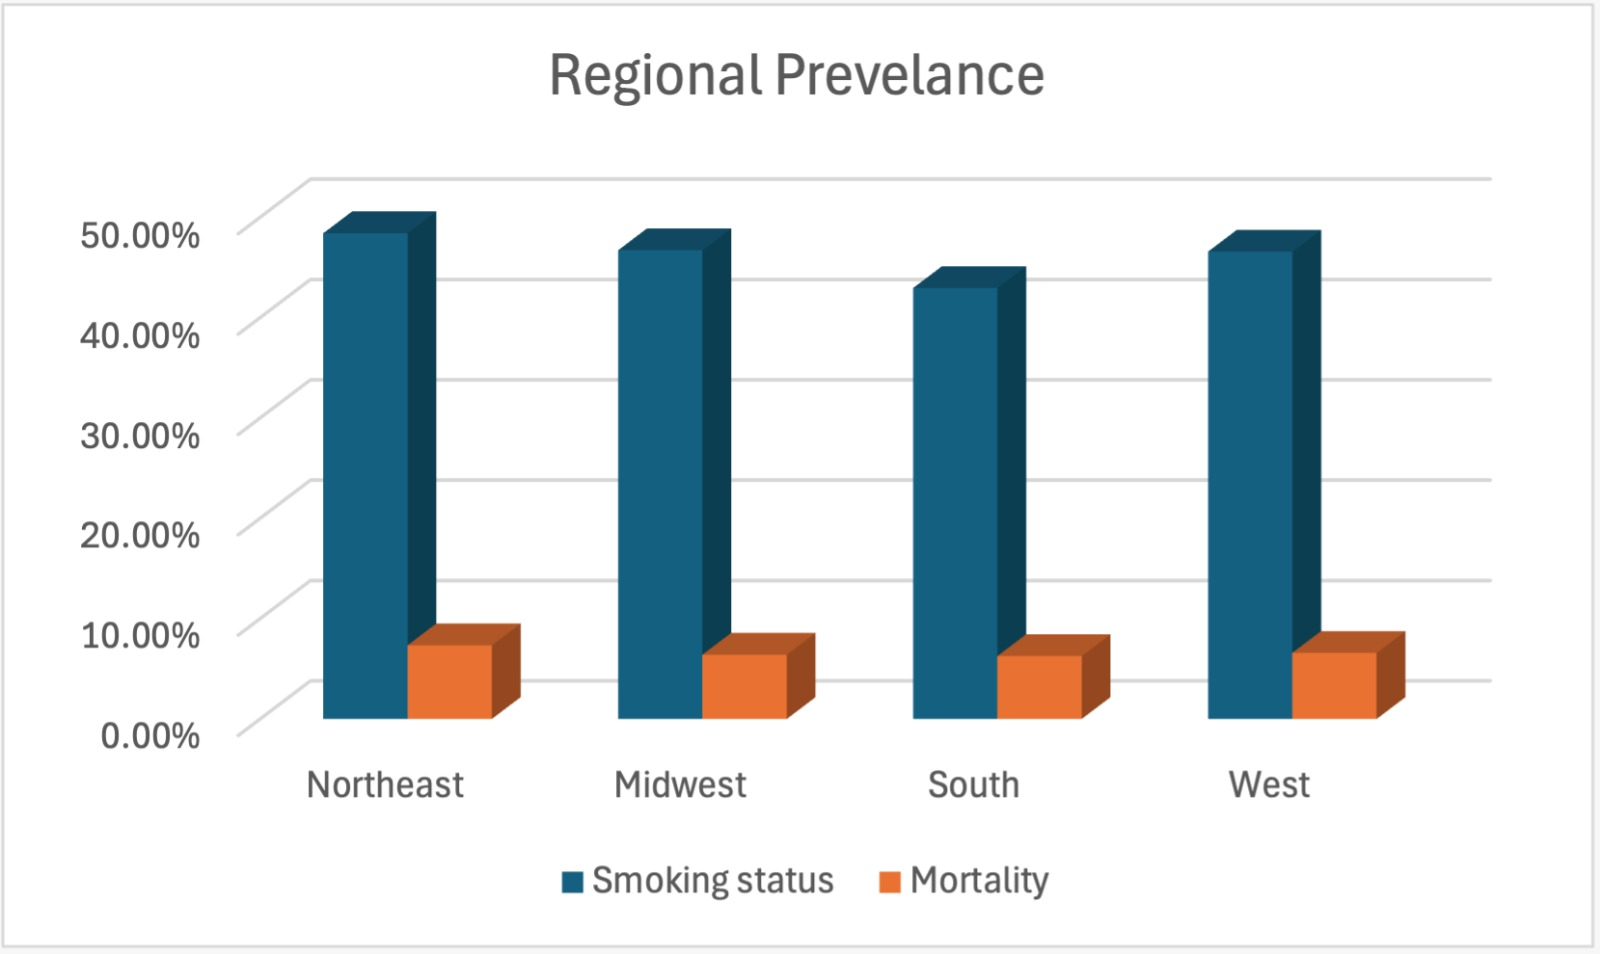 Regional Prevelance
50.00%
40.00%
30.00%
20.00%
10.00%
0.00%
Northeast Midwest South West
Smoking status Mortality